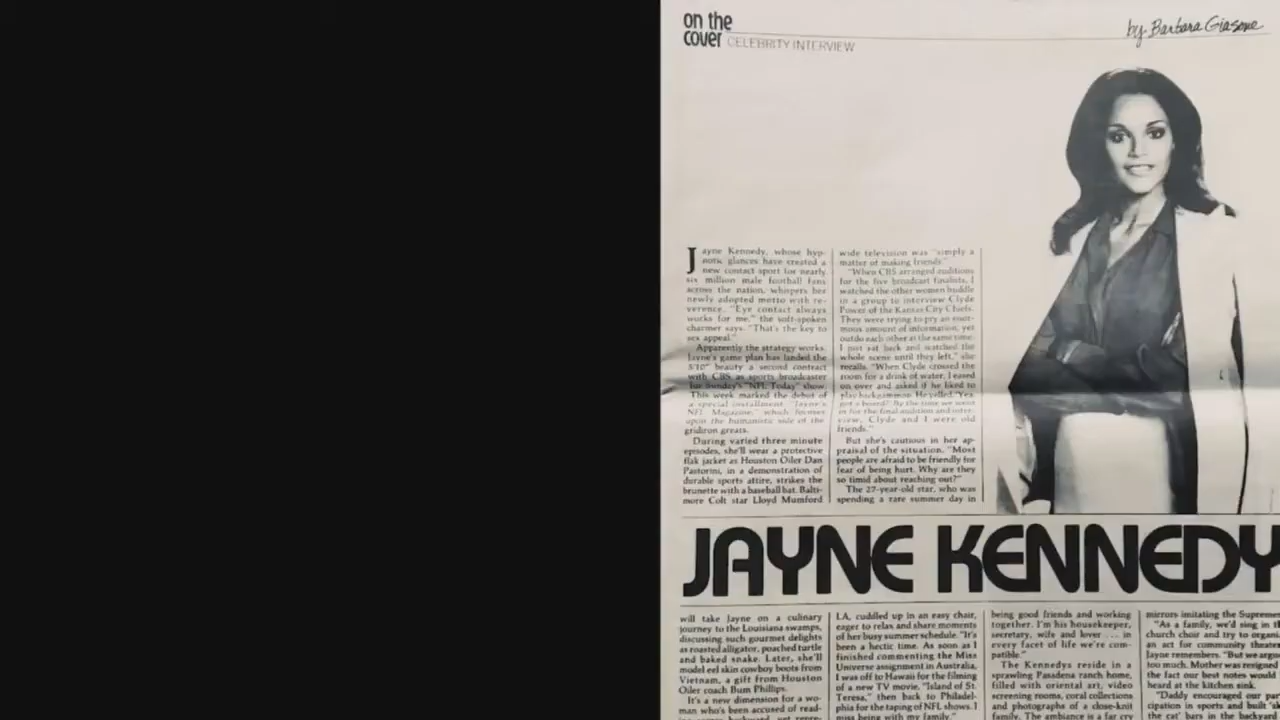 on the
cover CELEBRITY INTERVIEW
by Barbara Giasone
Jayne Kennedy, whose hyp-
notic glances have created a
new contact sport for nearly
six million male football fans
across the nation, whispers her
newly adopted motto with re-
verence. "Eye contact always
works for me," the soft-spoken
charmer says. "That's the key to
sex appeal."
Apparently the strategy works.
Jayne's game plan has landed the
5'10" beauty a second contract
with CBS as sports broadcaster
for Sunday's "NFL Today" show.
This week marked the debut of
a special installment, "Jayne's
NFL Magazine," which focuses
upon the humanistic side of the
gridiron greats.
During varied three minute
episodes, she'll wear a protective
flak jacket as Houston Oiler Dan
Pastorini, in a demonstration of
durable sports attire, strikes the
brunette with a baseball bat. Balti-
more Colt star Lloyd Mumford
wide television was "simply a
matter of making friends"
"When CBS arranged auditions
for the five broadcast finalists, I
watched the other women huddle
in a group to interview Clyde
Power of the Kansas City Chiefs.
They were trying to pry an enor-
mous amount of information, yet
outdo each other at the same time.
I just sat back and watched the
whole scene until they left," she
recalls. "When Clyde crossed the
room for a drink of water, I eased
on over and asked if he liked to
play backgammon. He yelled, 'Yea,
got a board?' By the time we went
in for the final audition and inter-
view, Clyde and I were old
friends."
But she's cautious in her ap-
praisal of the situation. "Most
people are afraid to be friendly for
fear of being hurt. Why are they
so timid about reaching out?"
The 27-year-old star, who was
spending a rare summer day in
JAYNE KENNEDY
will take Jayne on a culinary
journey to the Louisiana swamps,
discussing such gourmet delights
as roasted alligator, poached turtle
and baked snake. Later, she'll
model eel skin cowboy boots from
Vietnam, a gift from Houston
Oiler coach Bum Phillips.
It's a new dimension for a wo-
man who's been accused of read-
L.A., cuddled up in an easy chair,
eager to relax and share moments
of her busy summer schedule. "It's
been a hectic time. As soon as I
finished commenting the Miss
Universe assignment in Australia,
I was off to Hawaii for the filming
of a new TV movie, "Island of St.
Teresa," then back to Philadel-
phia for the taping of NFL shows. I
miss being with my family."
being good friends and working
together. I'm his housekeeper,
secretary, wife and lover . . . in
every facet of life we're com-
patible."
The Kennedys reside in a
sprawling Pasadena ranch home,
filled with oriental art, video
screening rooms, coral collections
and photographs of a close-knit
family. The ambiance is a far cry
mirrors imitating the Supremes
"As a family, we'd sing in th
church choir and try to organi
an act for community theater
Jayne remembers. "But we argu
too much. Mother was resigned
the fact our best notes would
heard at the kitchen sink.
"Daddy encouraged our par
cipation in sports and built
the cat' bars in the backyard